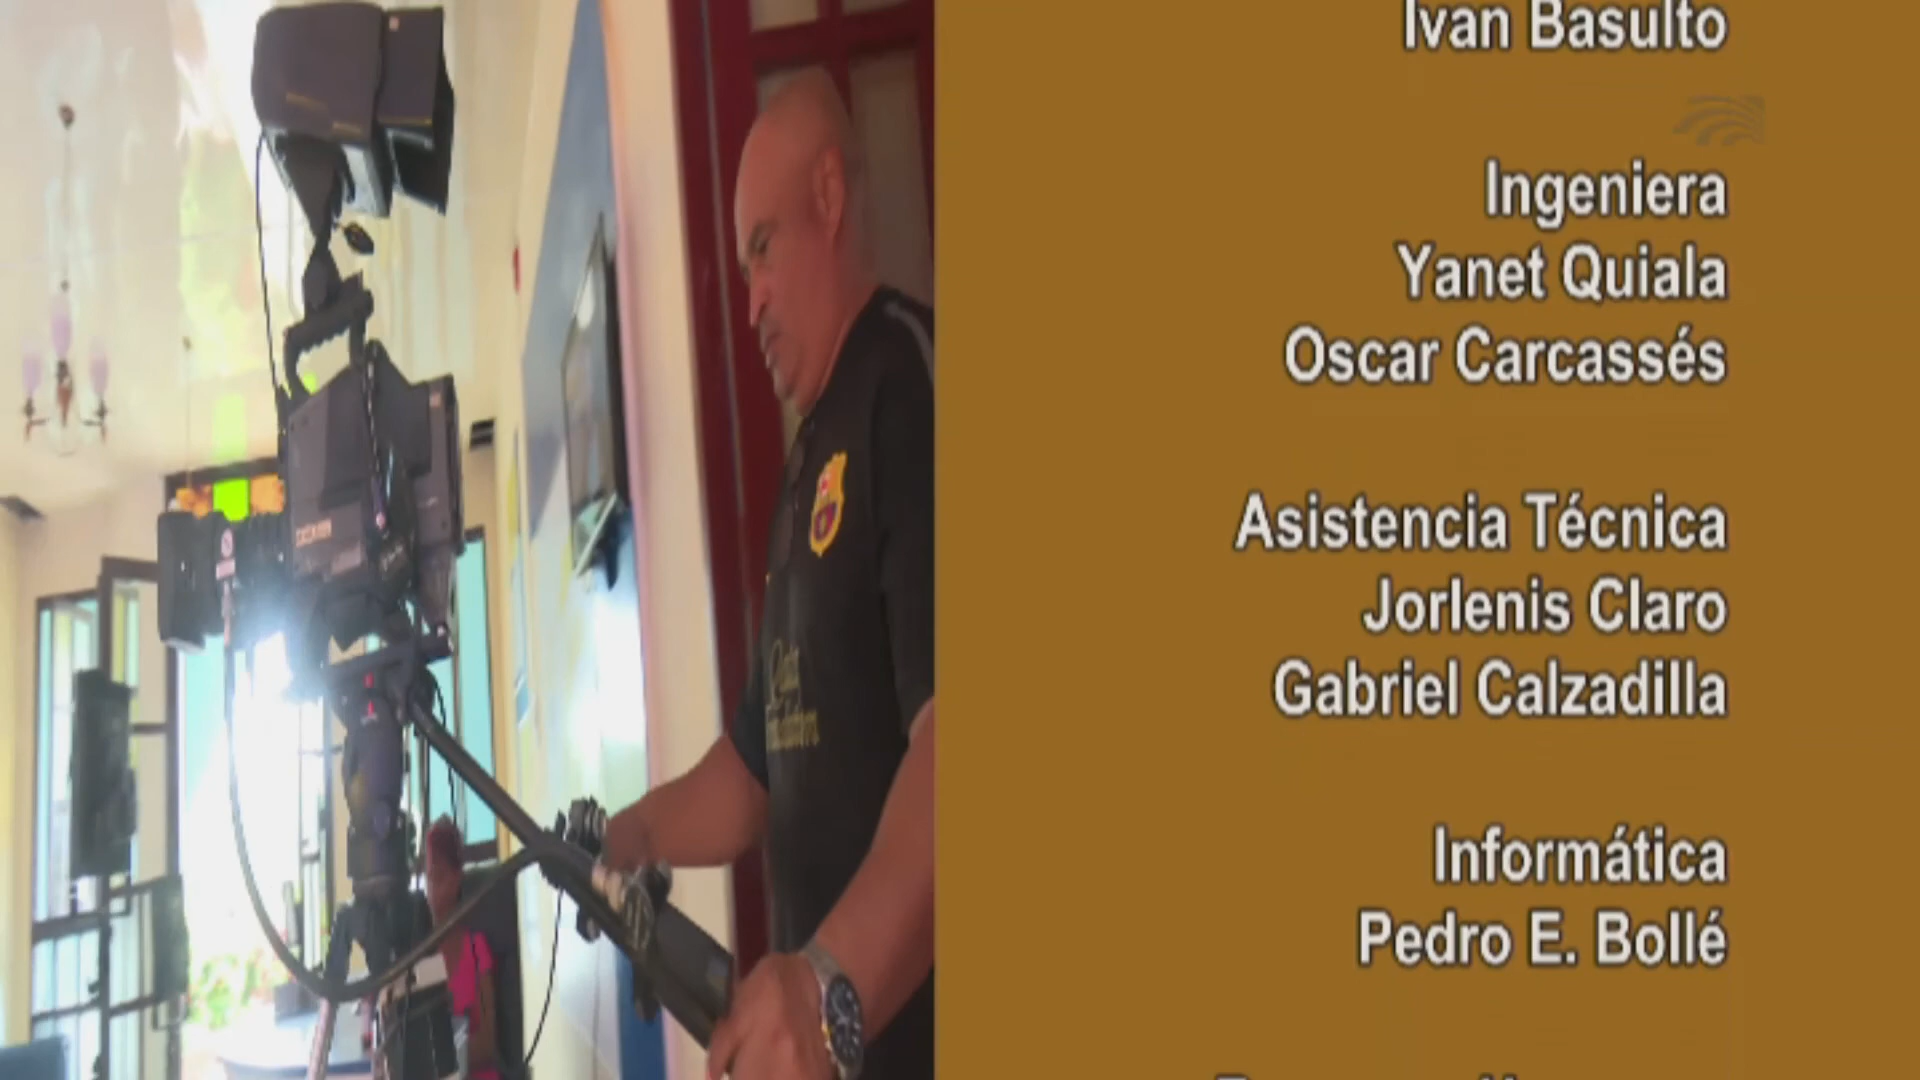 Ivan Basulto
Ingeniera
Yanet Quiala
Oscar Carcassés
Asistencia Técnica
Jorlenis Claro
Gabriel Calzadilla
Informática
Pedro E. Bollé